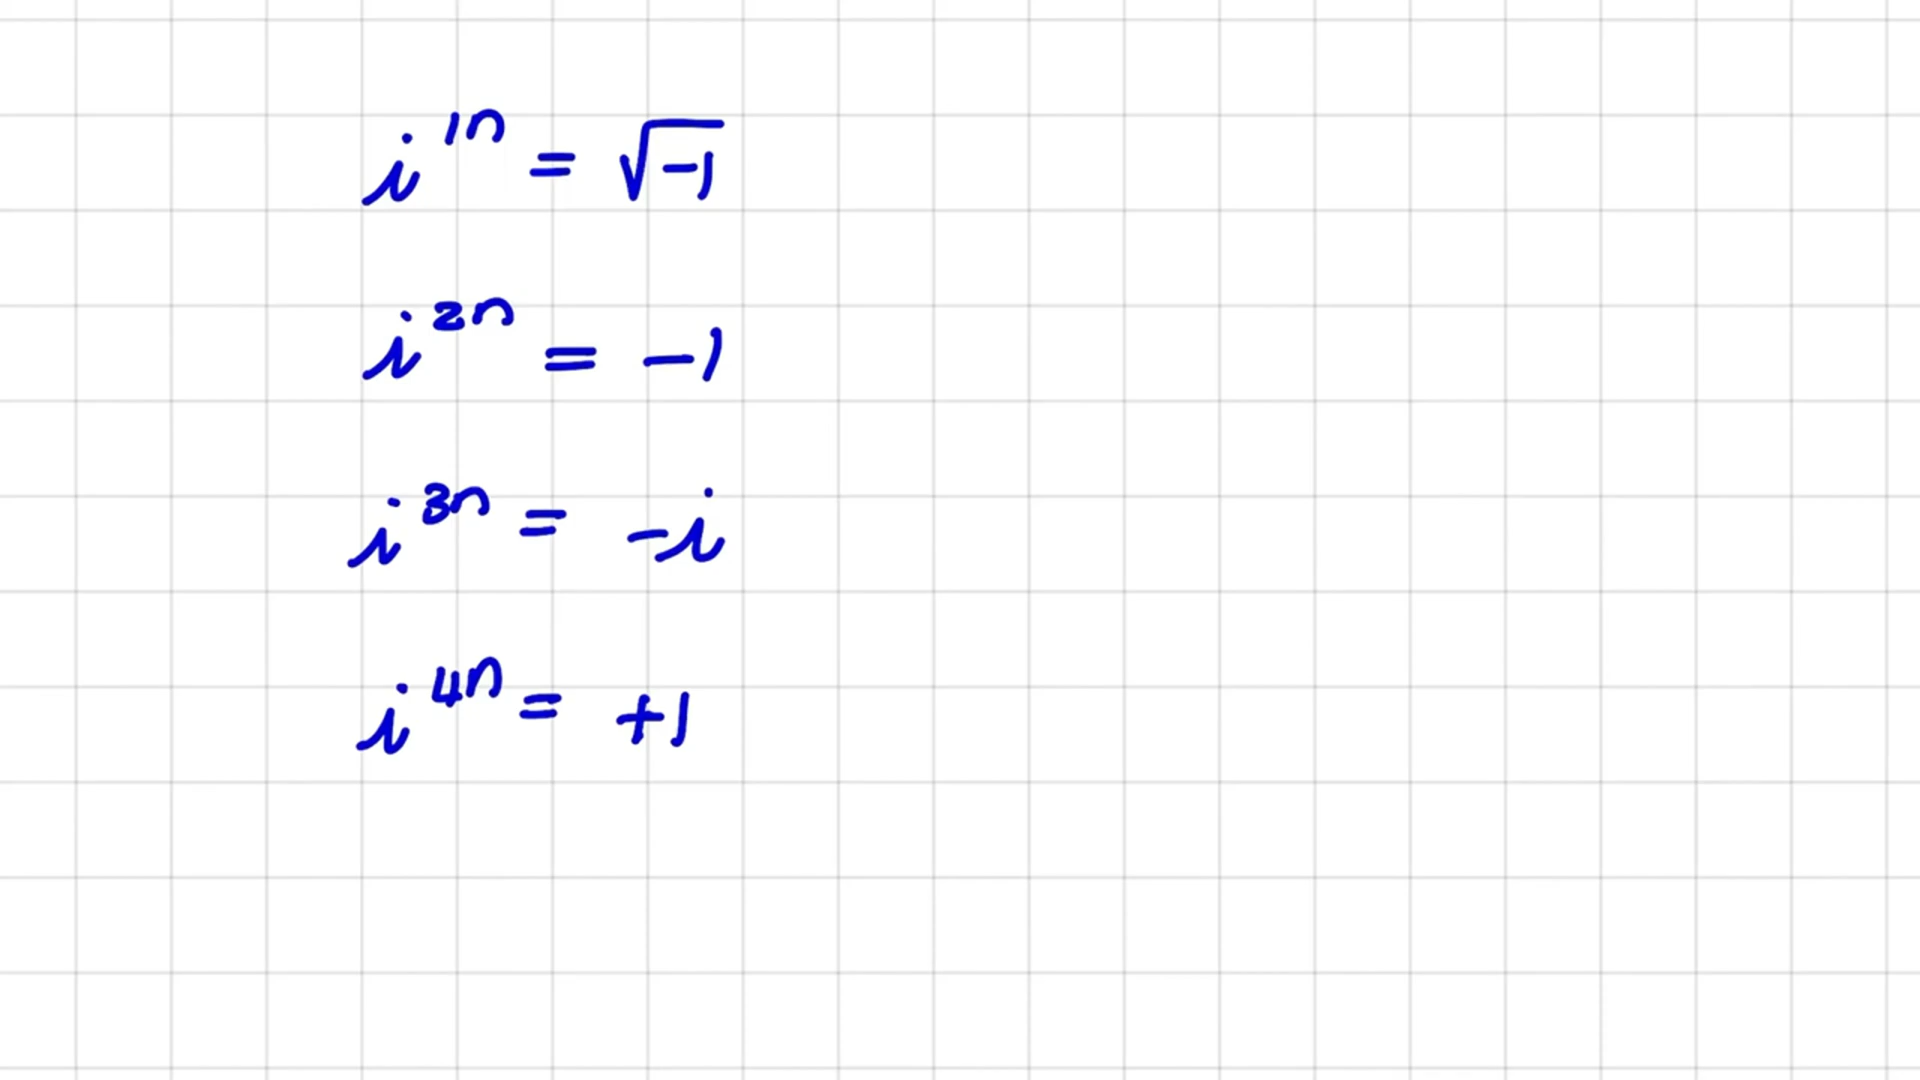 i^{1n} = √-1
i^{2n} = -1
i^{3n} = -i
i^{4n} = +1